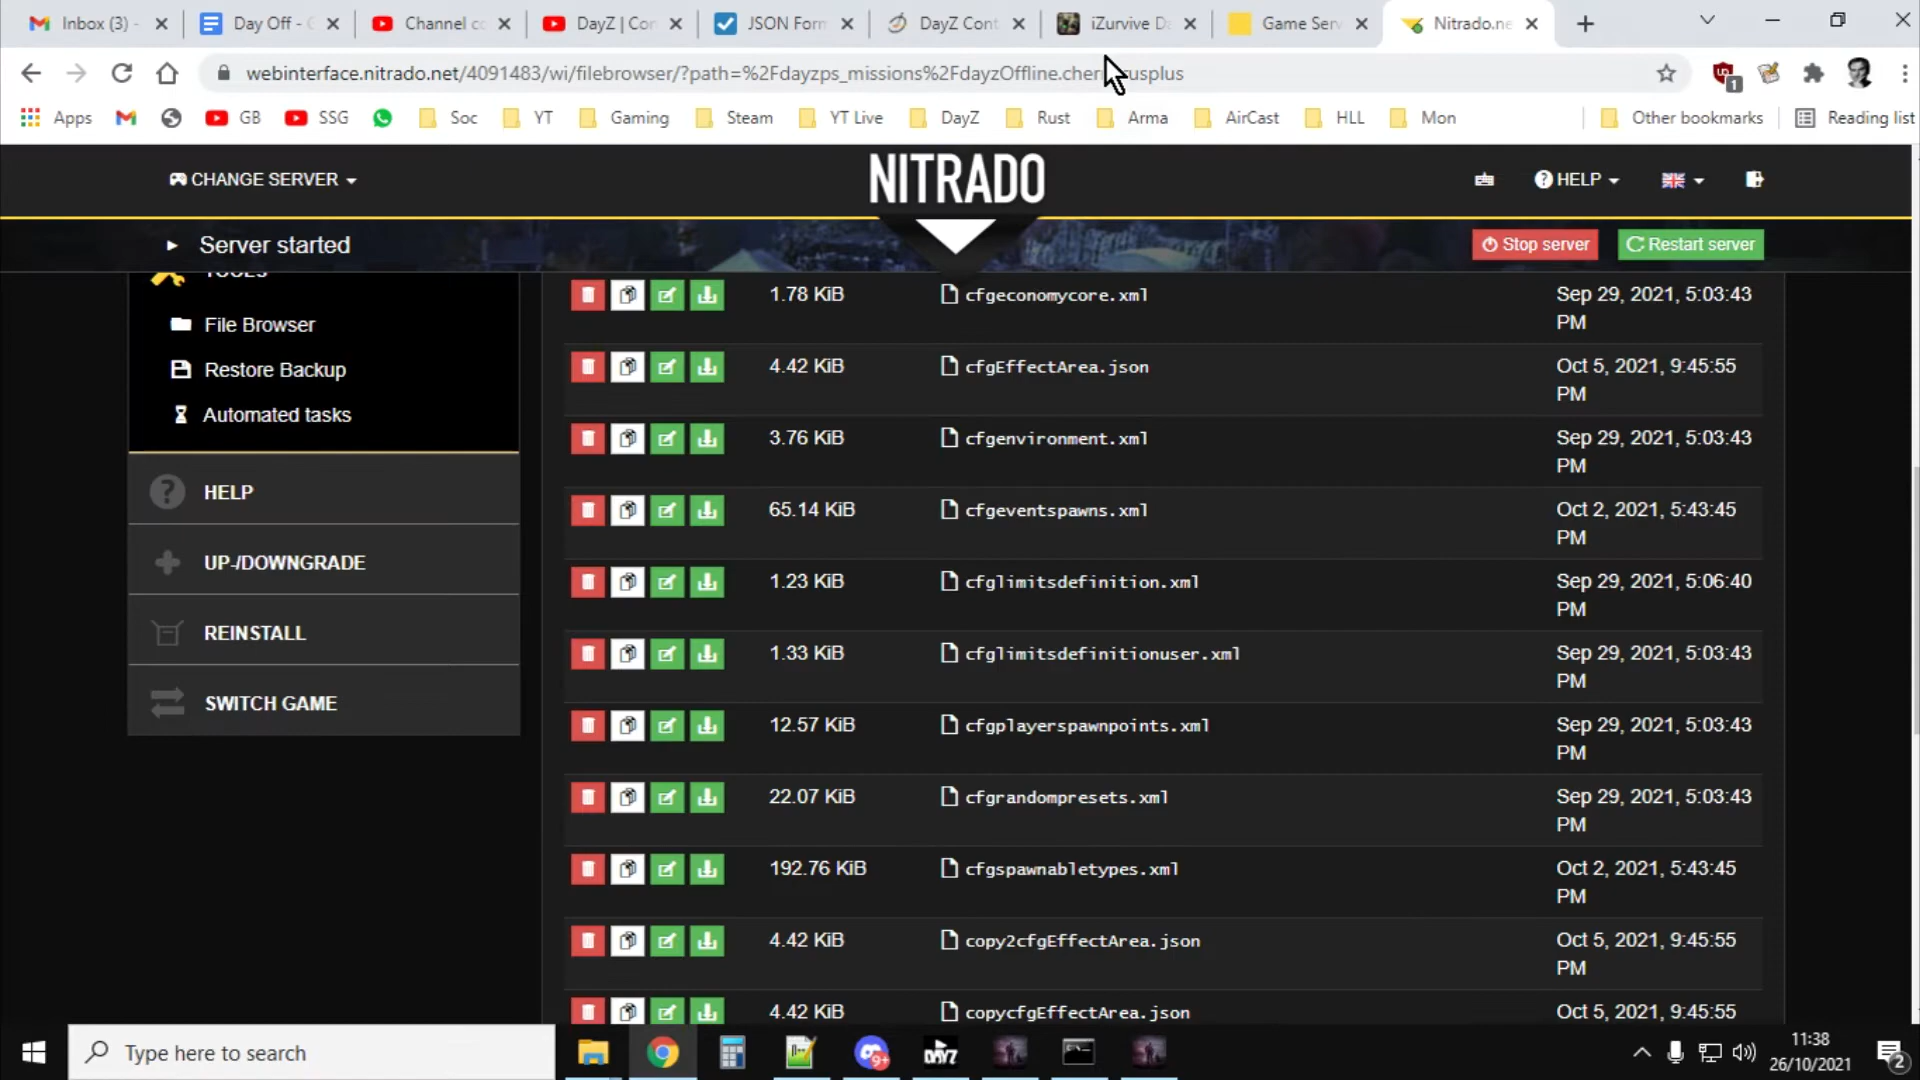 Inbox (3) -
Day Off - G
Channel co
DayZ | Con
JSON Form
DayZ Cont
iZurvive Da
Game Serv
Nitrado.ne
webinterface.nitrado.net/4091483/wi/filebrowser/?path=%2Fdayzps_missions%2FdayzOffline.chernarusplus
1
Apps
GB
SSG
Soc
YT
Gaming
Steam
YT Live
DayZ
Rust
Arma
AirCast
HLL
Mon
Other bookmarks
Reading list
CHANGE SERVER
NITRADO
HELP
Server started
Stop server
Restart server
TOOLS
File Browser
Restore Backup
Automated tasks
HELP
UP-/DOWNGRADE
REINSTALL
SWITCH GAME
1.78 KiB cfgeconomycore.xml Sep 29, 2021, 5:03:43
PM
4.42 KiB cfgEffectArea.json Oct 5, 2021, 9:45:55
PM
3.76 KiB cfgenvironment.xml Sep 29, 2021, 5:03:43
PM
65.14 KiB cfgeventspawns.xml Oct 2, 2021, 5:43:45
PM
1.23 KiB cfglimitsdefinition.xml Sep 29, 2021, 5:06:40
PM
1.33 KiB cfglimitsdefinitionuser.xml Sep 29, 2021, 5:03:43
PM
12.57 KiB cfgplayerspawnpoints.xml Sep 29, 2021, 5:03:43
PM
22.07 KiB cfgrandompresets.xml Sep 29, 2021, 5:03:43
PM
192.76 KiB cfgspawnabletypes.xml Oct 2, 2021, 5:43:45
PM
4.42 KiB copy2cfgEffectArea.json Oct 5, 2021, 9:45:55
PM
4.42 KiB copycfgEffectArea.json Oct 5, 2021, 9:45:55
Type here to search
9+
DAYZ
11:38
26/10/2021
2